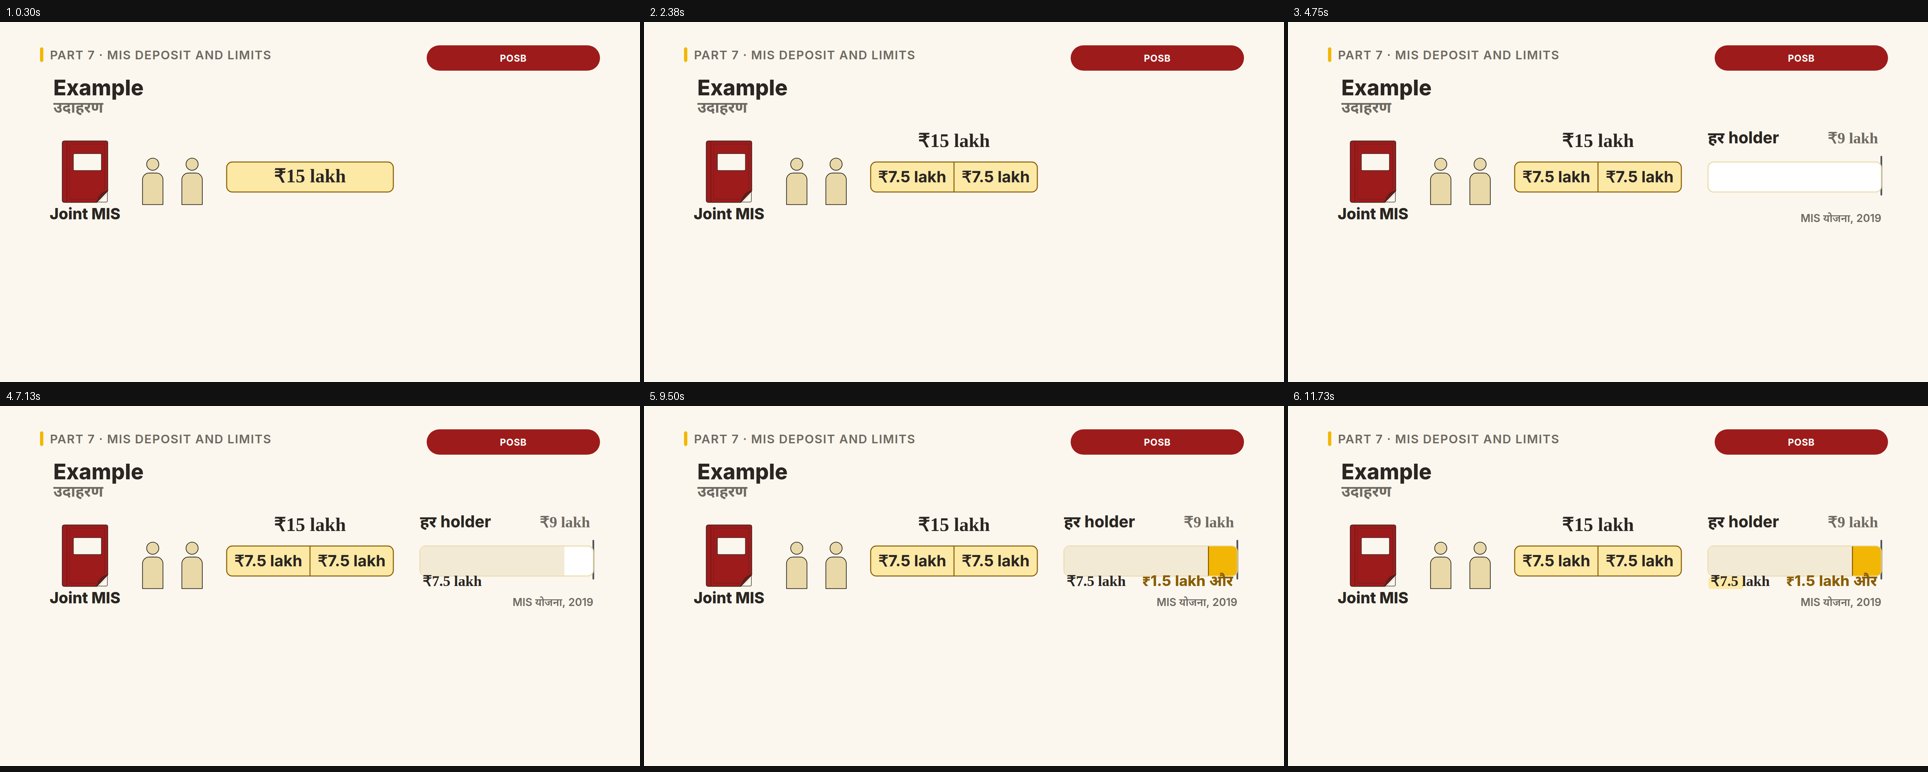 1. 0.30s
PART 7 · MIS DEPOSIT AND LIMITS
POSB
Example
उदाहरण
₹15 lakh
Joint MIS
2. 2.38s
PART 7 · MIS DEPOSIT AND LIMITS
POSB
Example
उदाहरण
₹15 lakh
₹7.5 lakh ₹7.5 lakh
Joint MIS
3. 4.75s
PART 7 · MIS DEPOSIT AND LIMITS
POSB
Example
उदाहरण
₹15 lakh
हर holder ₹9 lakh
₹7.5 lakh ₹7.5 lakh
Joint MIS
MIS योजना, 2019
4. 7.13s
PART 7 · MIS DEPOSIT AND LIMITS
POSB
Example
उदाहरण
₹15 lakh
हर holder ₹9 lakh
₹7.5 lakh ₹7.5 lakh
₹7.5 lakh
Joint MIS
MIS योजना, 2019
5. 9.50s
PART 7 · MIS DEPOSIT AND LIMITS
POSB
Example
उदाहरण
₹15 lakh
हर holder ₹9 lakh
₹7.5 lakh ₹7.5 lakh
₹7.5 lakh ₹1.5 lakh और
Joint MIS
MIS योजना, 2019
6. 11.73s
PART 7 · MIS DEPOSIT AND LIMITS
POSB
Example
उदाहरण
₹15 lakh
हर holder ₹9 lakh
₹7.5 lakh ₹7.5 lakh
₹7.5 lakh ₹1.5 lakh और
Joint MIS
MIS योजना, 2019